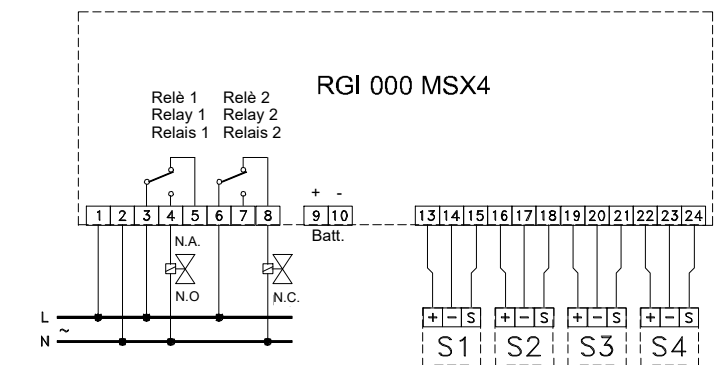 RGI 000 MSX4
Relè 1 Relè 2
Relay 1 Relay 2
Relais 1 Relais 2
+ -
1 2 3 4 5 6 7 8 9 10 13 14 15 16 17 18 19 20 21 22 23 24
N.A. Batt.
N.O N.C.
L
~
N
+ - S + - S + - S + - S
S1 S2 S3 S4